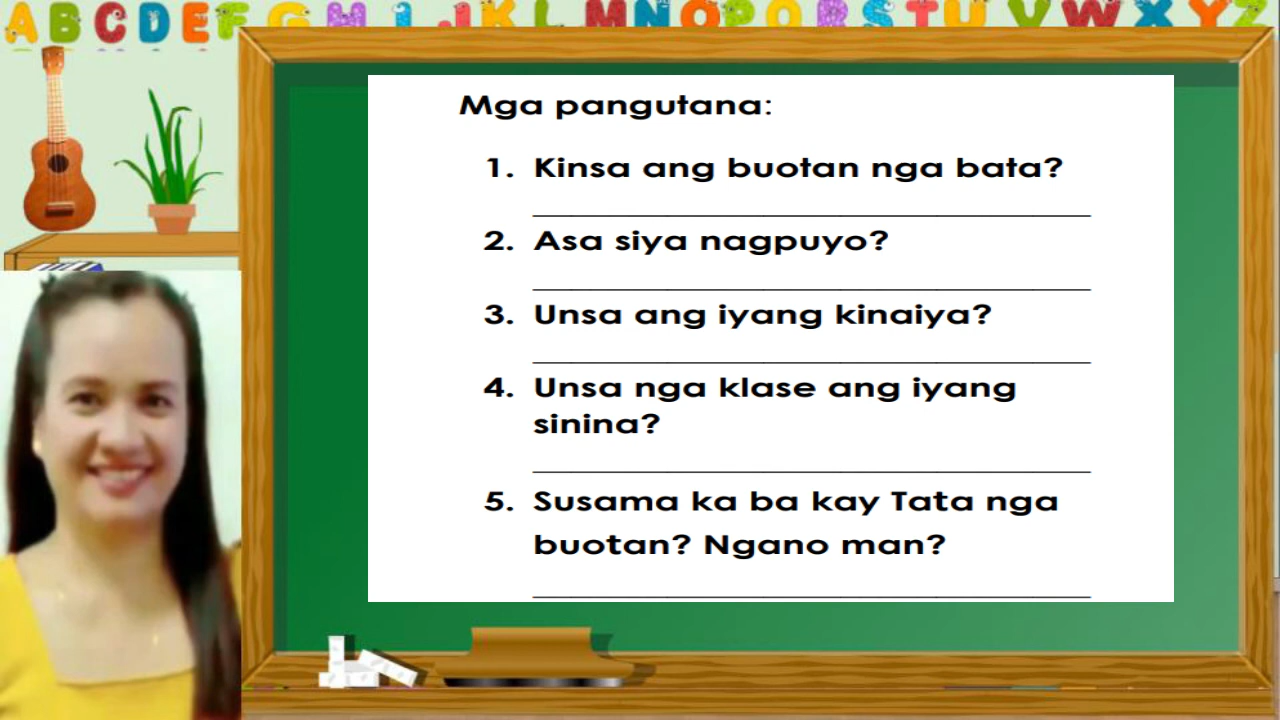 ABCDEFGHIJKLMNOPQRSTUVWXYZ
Mga pangutana:
1. Kinsa ang buotan nga bata?
2. Asa siya nagpuyo?
3. Unsa ang iyang kinaiya?
4. Unsa nga klase ang iyang
sinina?
5. Susama ka ba kay Tata nga
buotan? Ngano man?